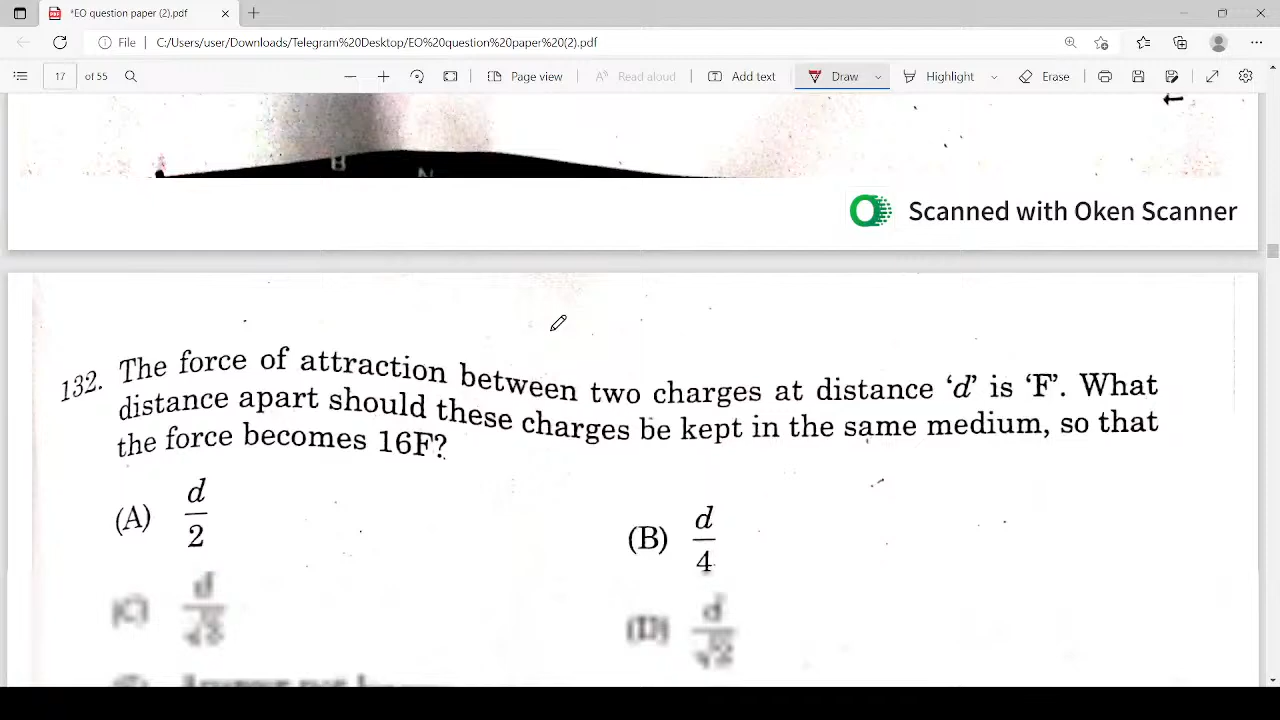 *EO question paper (2).pdf
File C:/Users/user/Downloads/Telegram%20Desktop/EO%20question%20paper%20(2).pdf
17 of 55 Page view Read aloud Add text Draw Highlight Erase
B
Scanned with Oken Scanner
132. The force of attraction between two charges at distance ‘d’ is ‘F’. What
distance apart should these charges be kept in the same medium, so that
the force becomes 16F?
(A) d/2
(B) d/4
(C) d
(D) d/√2